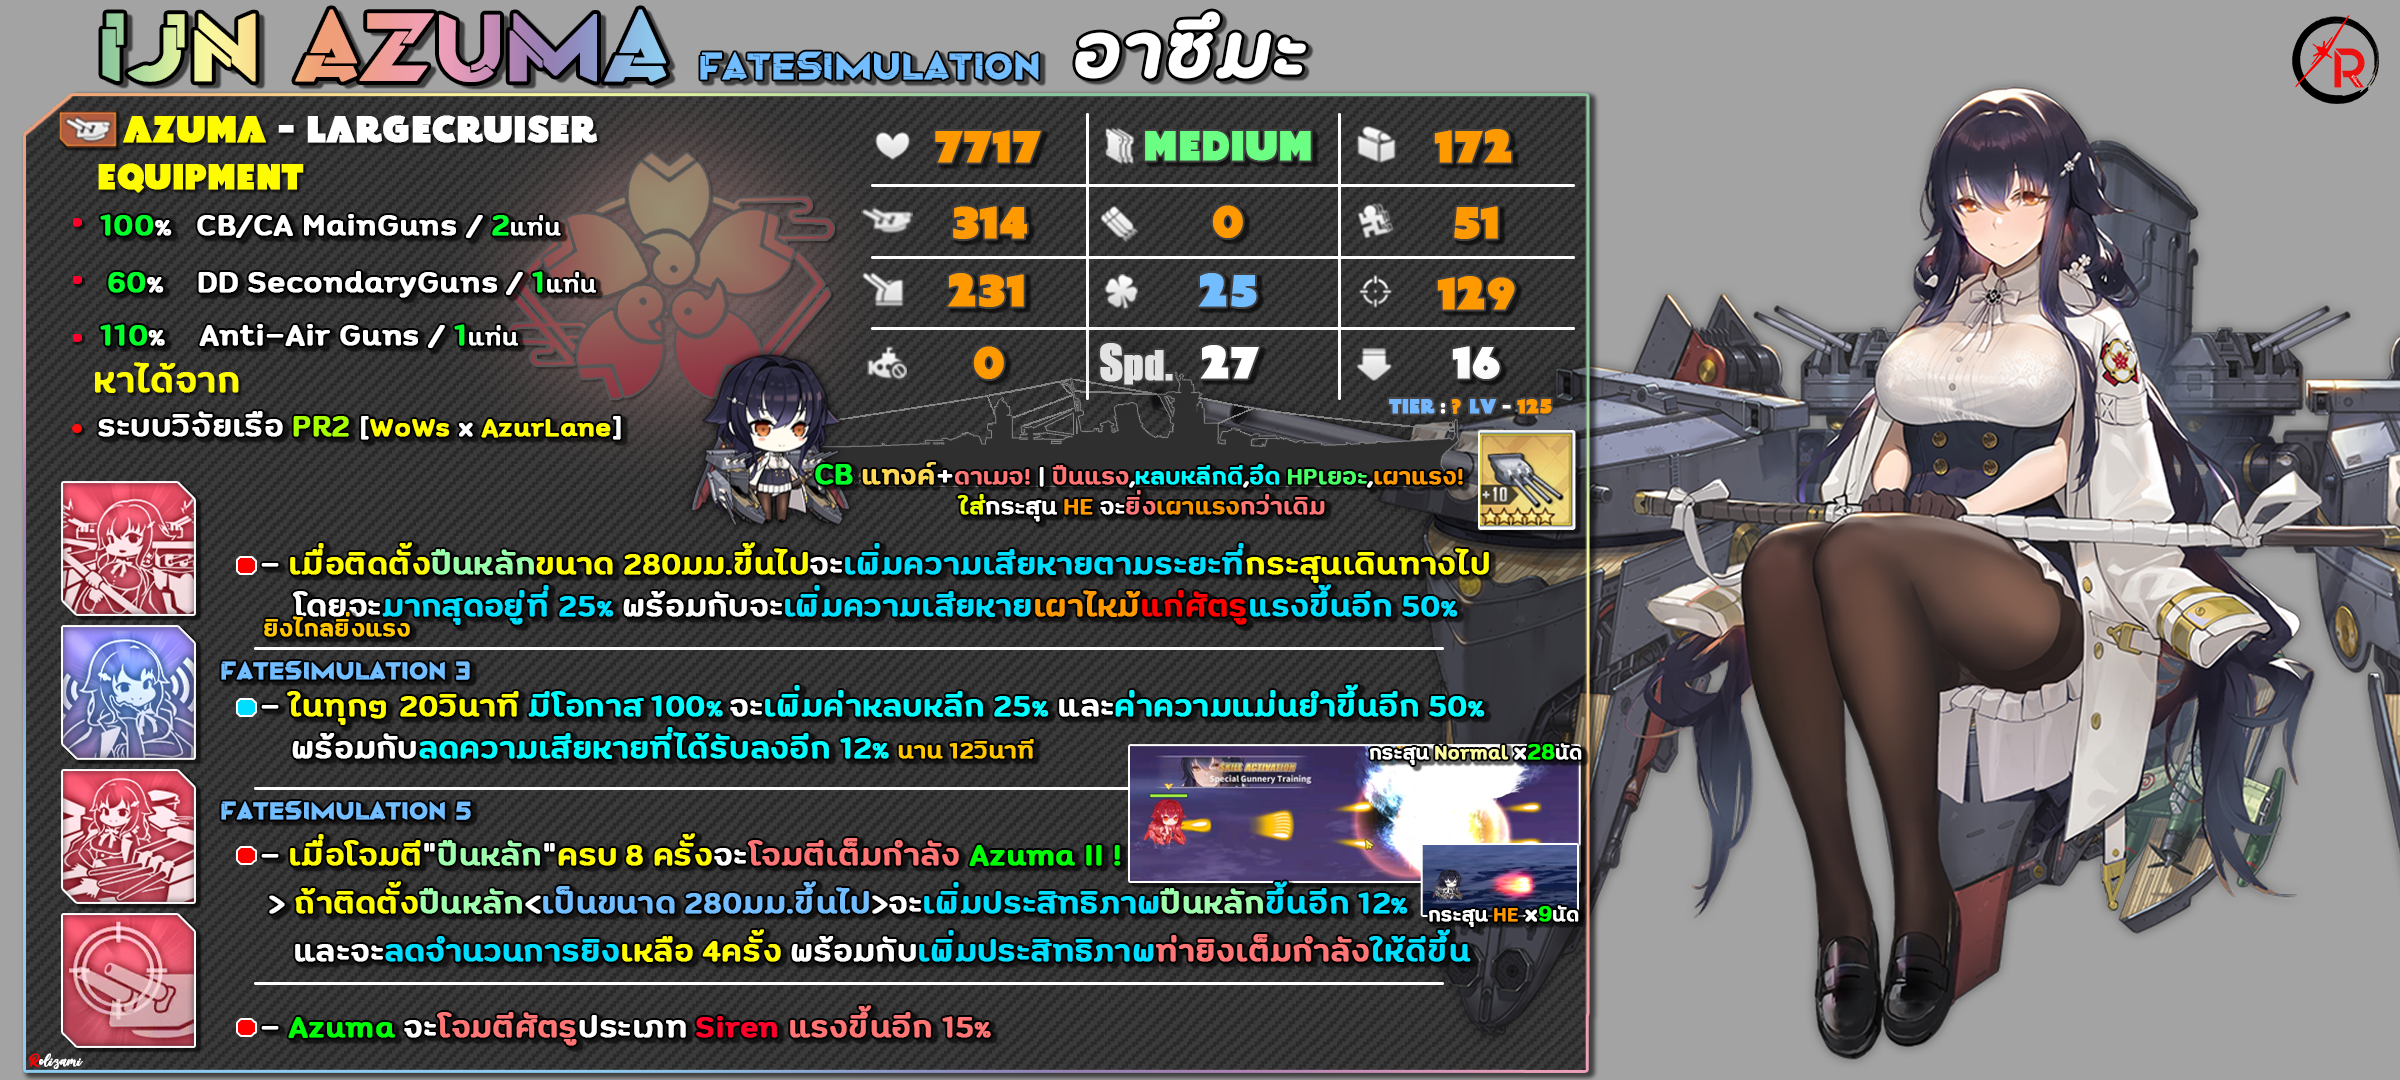 IJN AZUMA FATESIMULATION อาซึมะ
R
AZUMA - LARGECRUISER
EQUIPMENT
100% CB/CA MainGuns / 2แท่น
60% DD SecondaryGuns / 1แท่น
110% Anti-Air Guns / 1แท่น
หาได้จาก
ระบบวิจัยเรือ PR2 [WoWs x AzurLane]
7717 MEDIUM 172
314 0 51
231 25 129
0 Spd. 27 16
TIER : ? LV - 125
CB แทงค์+ดาเมจ! | ปืนแรง,หลบหลีกดี,อึด HPเยอะ,เผาแรง!
ใส่กระสุน HE จะยิ่งเผาแรงกว่าเดิม
+10
- เมื่อติดตั้งปืนหลักขนาด 280มม.ขึ้นไปจะเพิ่มความเสียหายตามระยะที่กระสุนเดินทางไป
โดยจะมากสุดอยู่ที่ 25% พร้อมกับจะเพิ่มความเสียหายเผาไหม้แก่ศัตรูแรงขึ้นอีก 50%
ยิงไกลยิ่งแรง
FATESIMULATION 3
- ในทุกๆ 20วินาที มีโอกาส 100% จะเพิ่มค่าหลบหลีก 25% และค่าความแม่นยำขึ้นอีก 50%
พร้อมกับลดความเสียหายที่ได้รับลงอีก 12% นาน 12วินาที
กระสุน Normal x28นัด
SKILL ACTIVATION
Special Gunnery Training
FATESIMULATION 5
- เมื่อโจมตี"ปืนหลัก"ครบ 8 ครั้งจะโจมตีเต็มกำลัง Azuma II !
> ถ้าติดตั้งปืนหลัก<เป็นขนาด 280มม.ขึ้นไป>จะเพิ่มประสิทธิภาพปืนหลักขึ้นอีก 12%
กระสุน HE x9นัด
และจะลดจำนวนการยิงเหลือ 4ครั้ง พร้อมกับเพิ่มประสิทธิภาพท่ายิงเต็มกำลังให้ดีขึ้น
- Azuma จะโจมตีศัตรูประเภท Siren แรงขึ้นอีก 15%
Rolizami